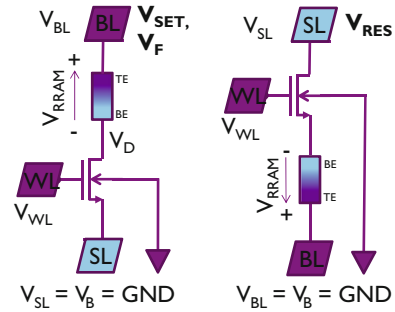 V_BL BL V_SET,
V_F
+
V_RRAM
TE
BE
-
V_D
WL
V_WL
SL
V_SL = V_B = GND
V_SL SL V_RES
WL
V_WL
-
V_RRAM
BE
TE
+
BL
V_BL = V_B = GND